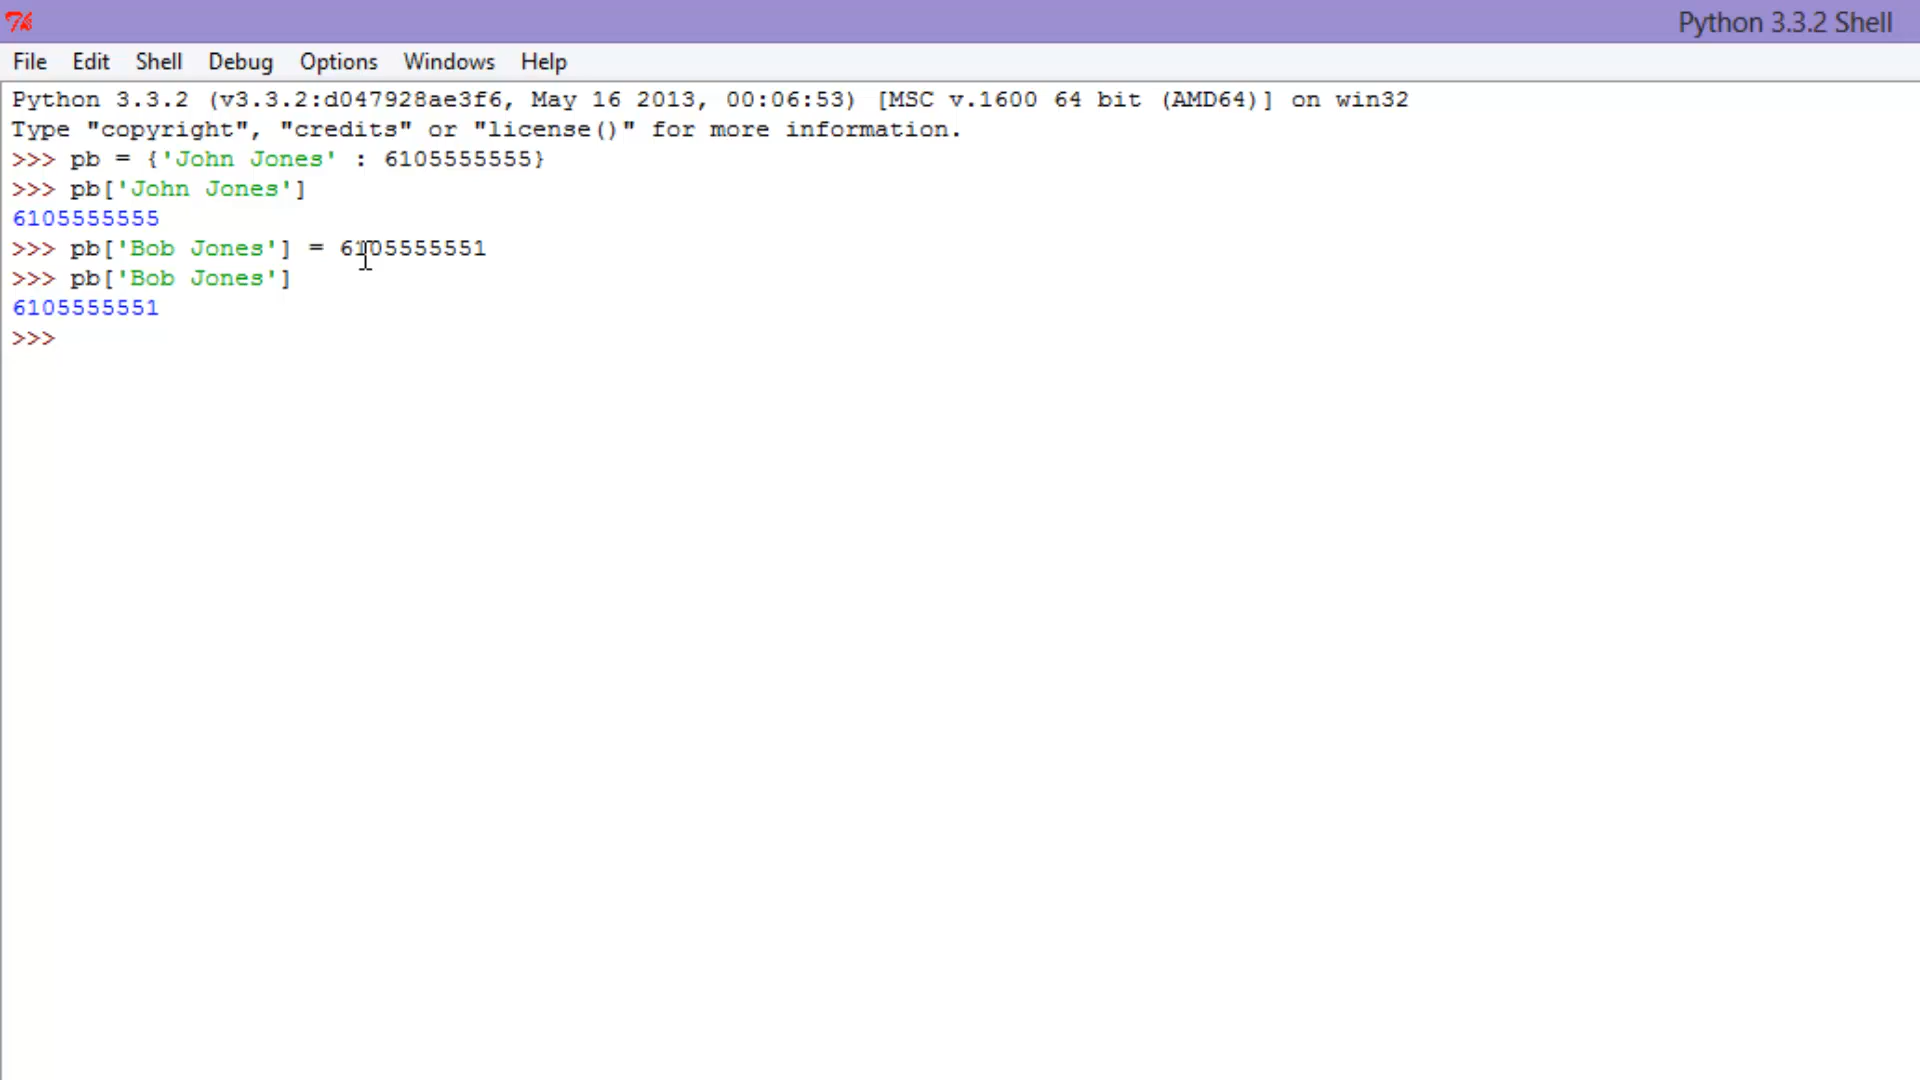 Python 3.3.2 Shell
File Edit Shell Debug Options Windows Help
Python 3.3.2 (v3.3.2:d047928ae3f6, May 16 2013, 00:06:53) [MSC v.1600 64 bit (AMD64)] on win32
Type "copyright", "credits" or "license()" for more information.
>>> pb = {'John Jones' : 6105555555}
>>> pb['John Jones']
6105555555
>>> pb['Bob Jones'] = 6105555551
>>> pb['Bob Jones']
6105555551
>>>